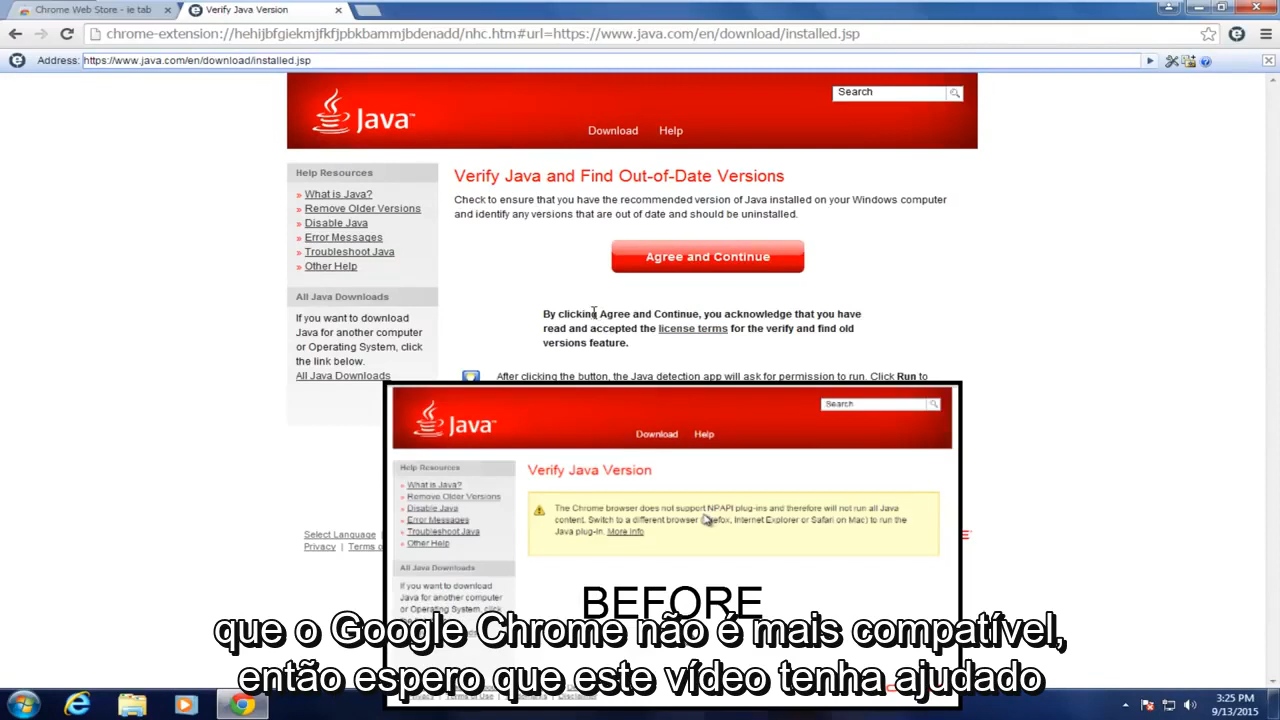 Chrome Web Store - ie tab
Verify Java Version
chrome-extension://hehijbfgiekmjfkfjpbkbammjbdenadd/nhc.htm#url=https://www.java.com/en/download/installed.jsp
Address: https://www.java.com/en/download/installed.jsp
Java™
Search
Download Help
Help Resources
» What is Java?
» Remove Older Versions
» Disable Java
» Error Messages
» Troubleshoot Java
» Other Help
All Java Downloads
If you want to download
Java for another computer
or Operating System, click
the link below.
All Java Downloads
Verify Java and Find Out-of-Date Versions
Check to ensure that you have the recommended version of Java installed on your Windows computer
and identify any versions that are out of date and should be uninstalled.
Agree and Continue
By clicking Agree and Continue, you acknowledge that you have
read and accepted the license terms for the verify and find old
versions feature.
After clicking the button, the Java detection app will ask for permission to run. Click Run to
Select Language
Privacy | Terms o
Java™
Search
Download Help
Help Resources
» What is Java?
» Remove Older Versions
» Disable Java
» Error Messages
» Troubleshoot Java
» Other Help
All Java Downloads
If you want to download
Java for another computer
or Operating System, click
Verify Java Version
The Chrome browser does not support NPAPI plug-ins and therefore will not run all Java
content. Switch to a different browser (Firefox, Internet Explorer or Safari on Mac) to run the
Java plug-in. More info
BEFORE
que o Google Chrome não é mais compatível,
então espero que este vídeo tenha ajudado
3:25 PM
9/13/2015